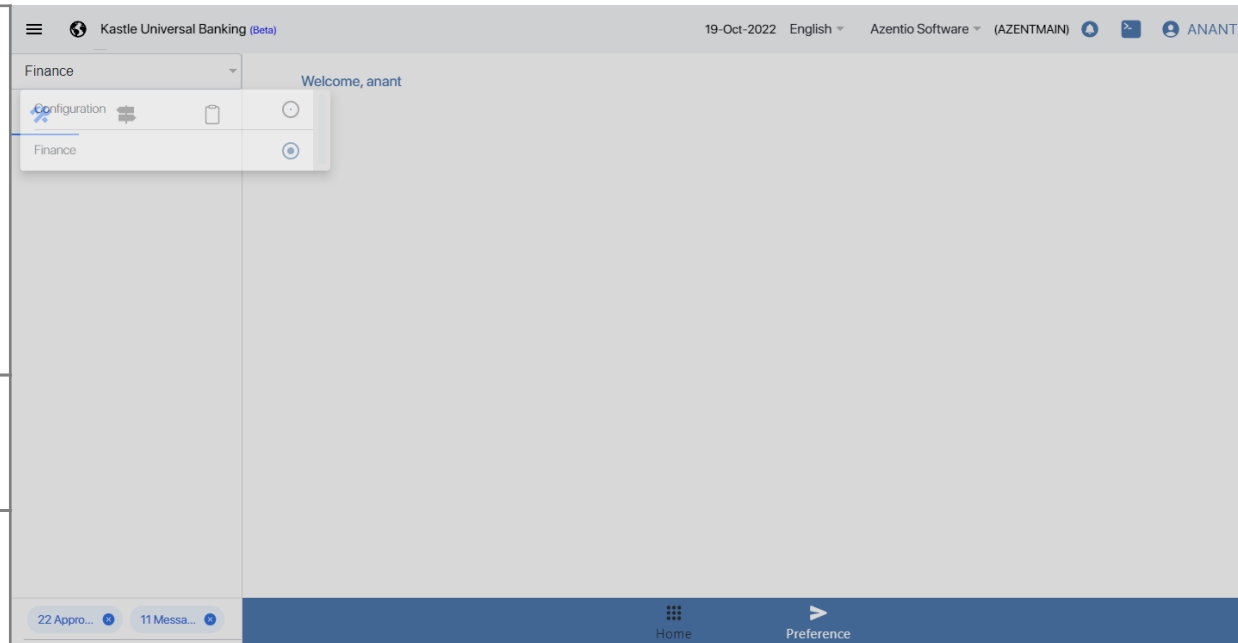 Kastle Universal Banking (Beta) 19-Oct-2022 English Azentio Software (AZENTMAIN) ANANT
Finance
Welcome, anant
Configuration
Finance
22 Appro... 11 Messa...
Home Preference